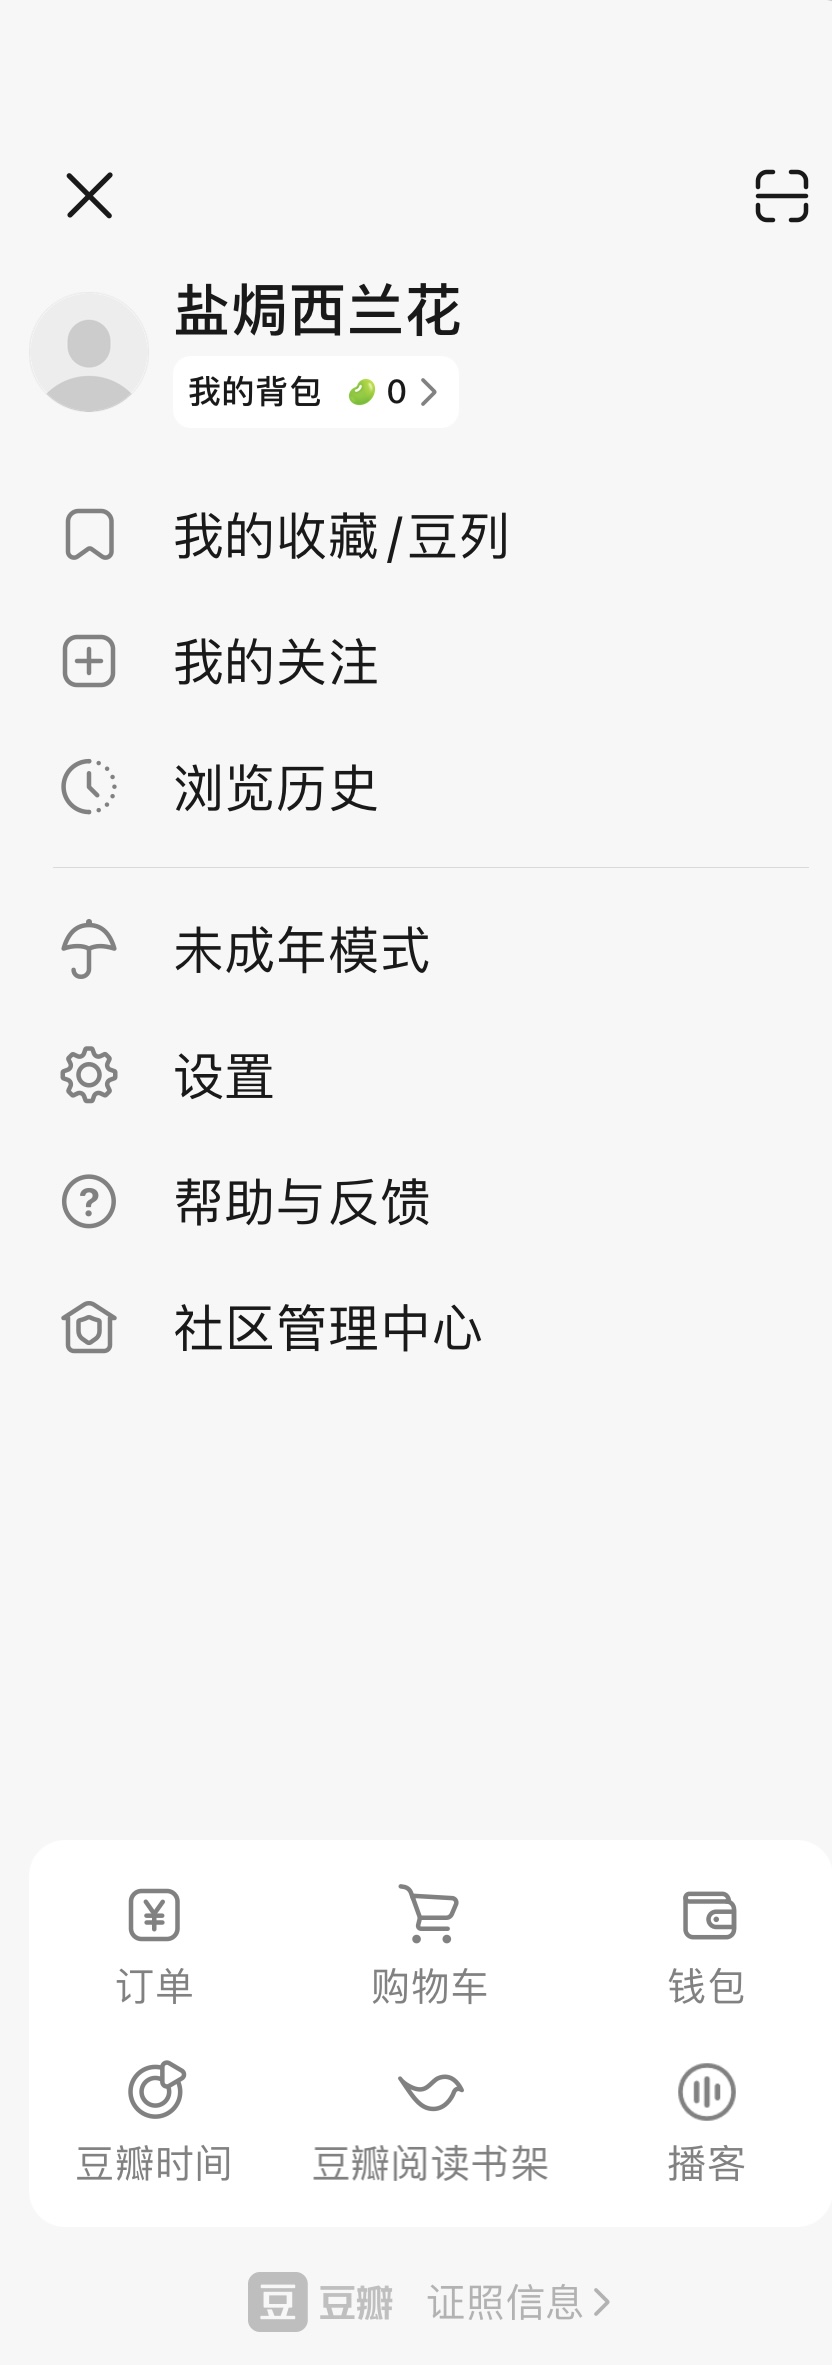 盐焗西兰花
我的背包 0
我的收藏/豆列
我的关注
浏览历史
未成年模式
设置
帮助与反馈
社区管理中心
订单 购物车 钱包
豆瓣时间 豆瓣阅读书架 播客
豆 豆瓣 证照信息